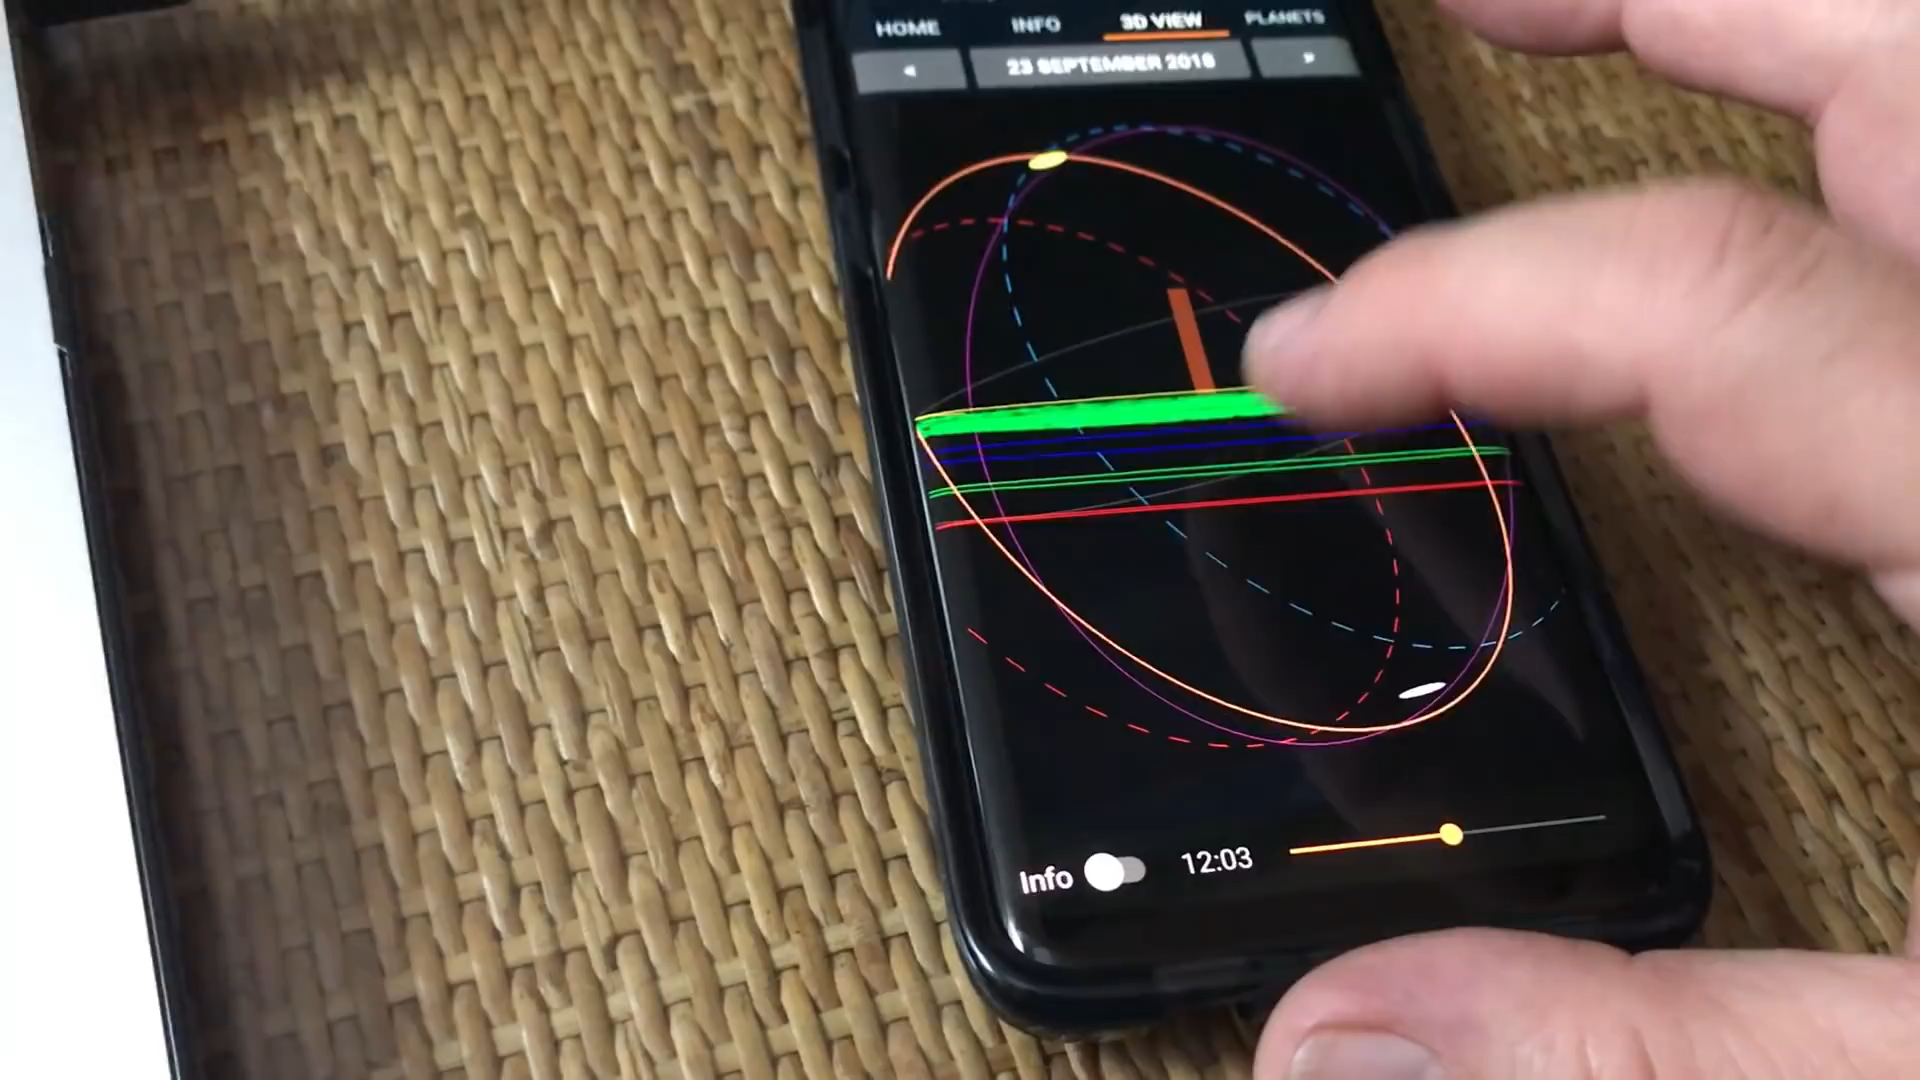 HOME INFO 3D VIEW PLANETS
< 23 SEPTEMBER 2018 >
Info 12:03